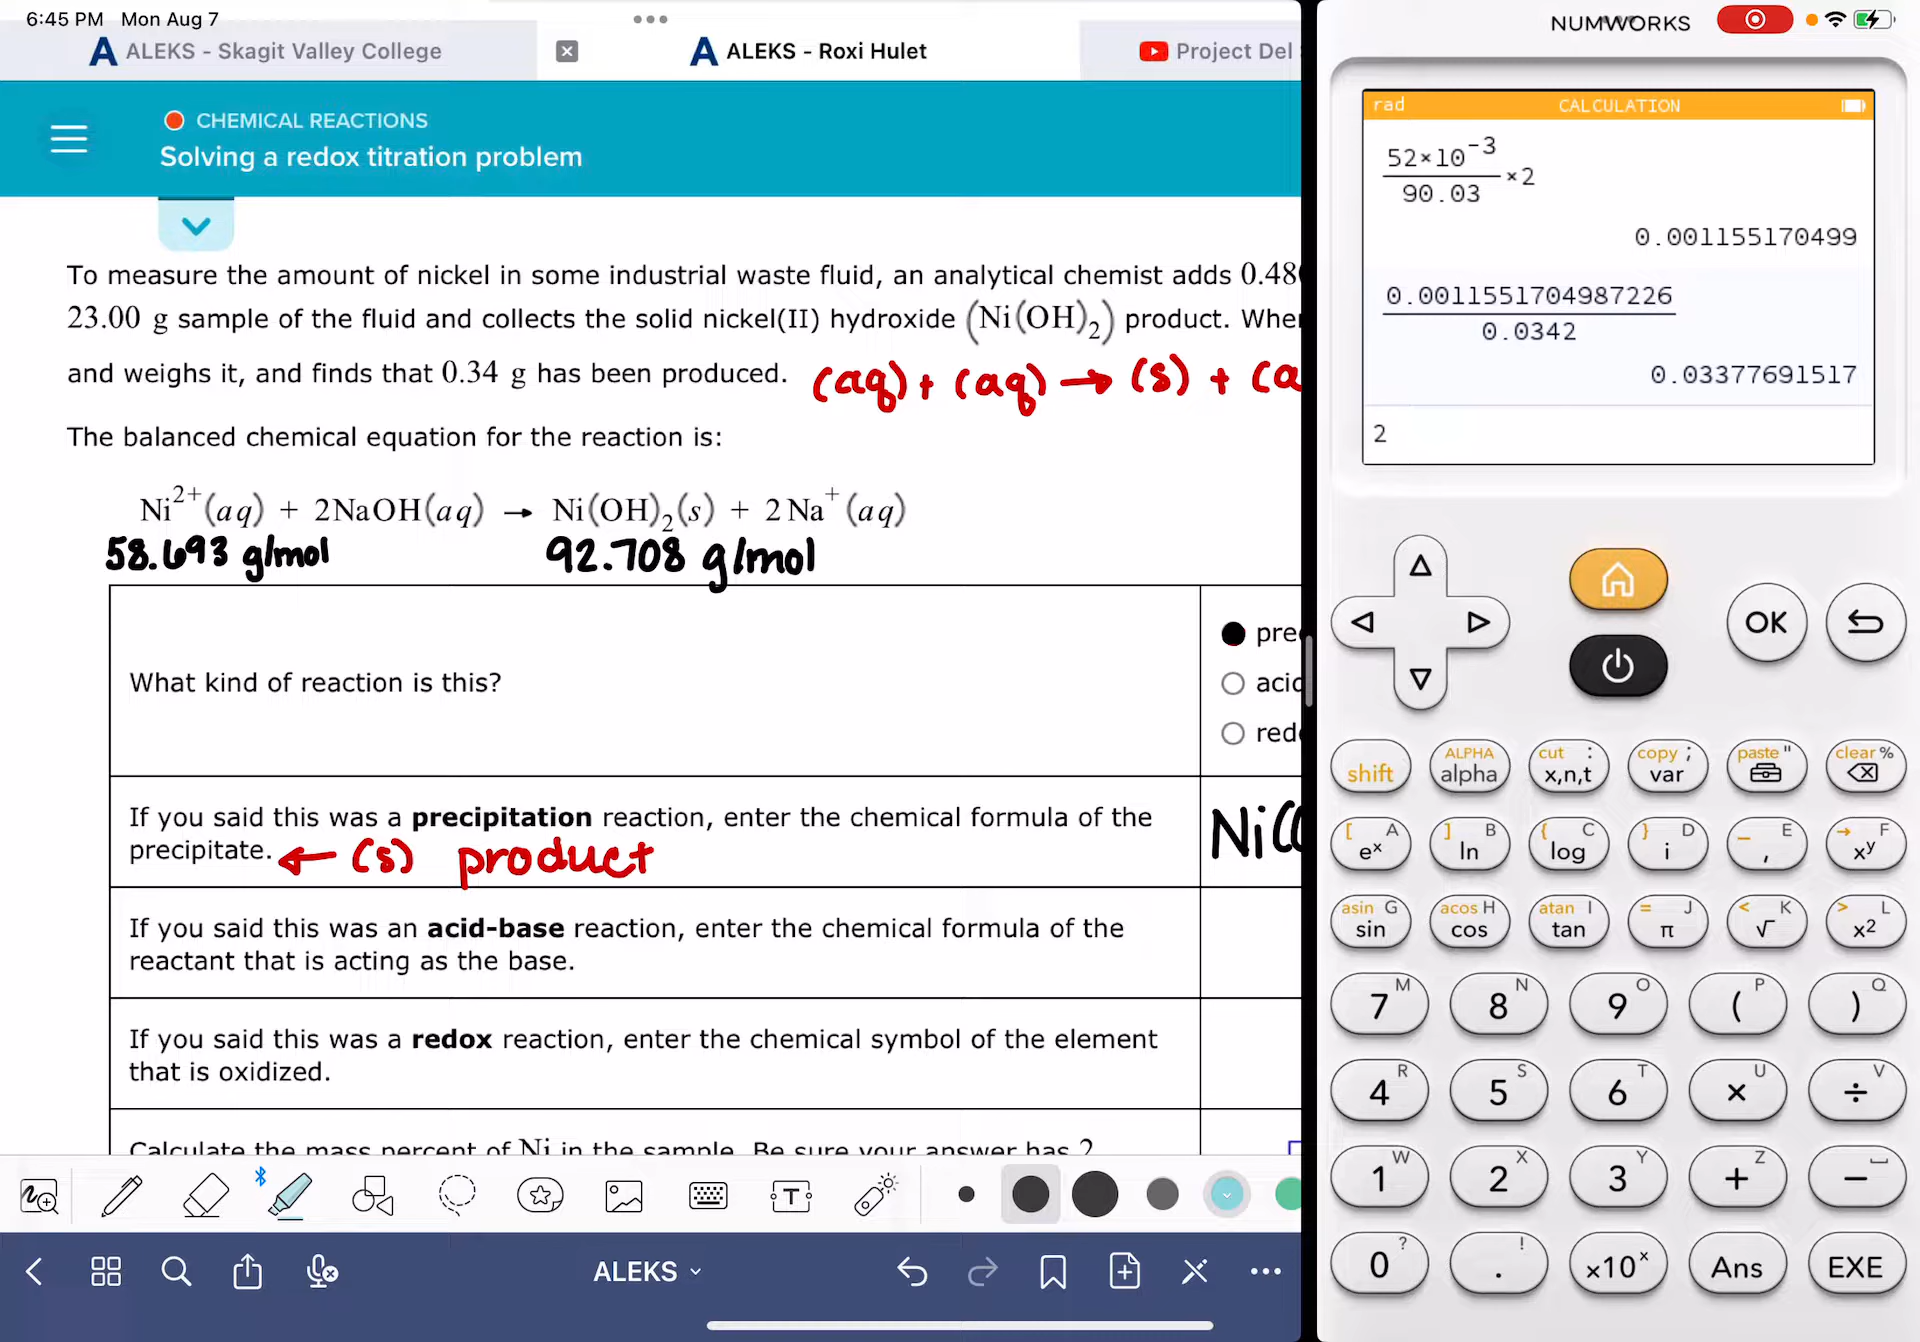 6:45 PM Mon Aug 7
ALEKS - Skagit Valley College
ALEKS - Roxi Hulet
Project Del
CHEMICAL REACTIONS
Solving a redox titration problem
To measure the amount of nickel in some industrial waste fluid, an analytical chemist adds 0.48
23.00 g sample of the fluid and collects the solid nickel(II) hydroxide (Ni(OH)₂) product. When
and weighs it, and finds that 0.34 g has been produced. (aq) + (aq) → (s) + (a
The balanced chemical equation for the reaction is:
Ni²⁺(aq) + 2NaOH(aq) → Ni(OH)₂(s) + 2Na⁺(aq)
58.693 g/mol 92.708 g/mol
What kind of reaction is this?
pre
acid
red
If you said this was a precipitation reaction, enter the chemical formula of the
precipitate. ← (s) product
Ni(
If you said this was an acid-base reaction, enter the chemical formula of the
reactant that is acting as the base.
If you said this was a redox reaction, enter the chemical symbol of the element
that is oxidized.
Calculate the mass percent of Ni in the sample. Be sure your answer has 2
T
ALEKS
NUMWORKS
rad CALCULATION
52×10⁻³
90.03
×2
0.001155170499
0.0011551704987226
0.0342
0.03377691517
2
OK
shift
ALPHA alpha
cut : x,n,t
copy ; var
paste "
clear %
[ A eˣ
] B ln
{ C log
} D i
_ E ,
→ F xʸ
asin G sin
acos H cos
atan I tan
= J π
< K √
> L x²
7 M
8 N
9 O
( P
) Q
4 R
5 S
6 T
× U
÷ V
1 W
2 X
3 Y
+ Z
−
0 ?
. !
×10ˣ
Ans
EXE